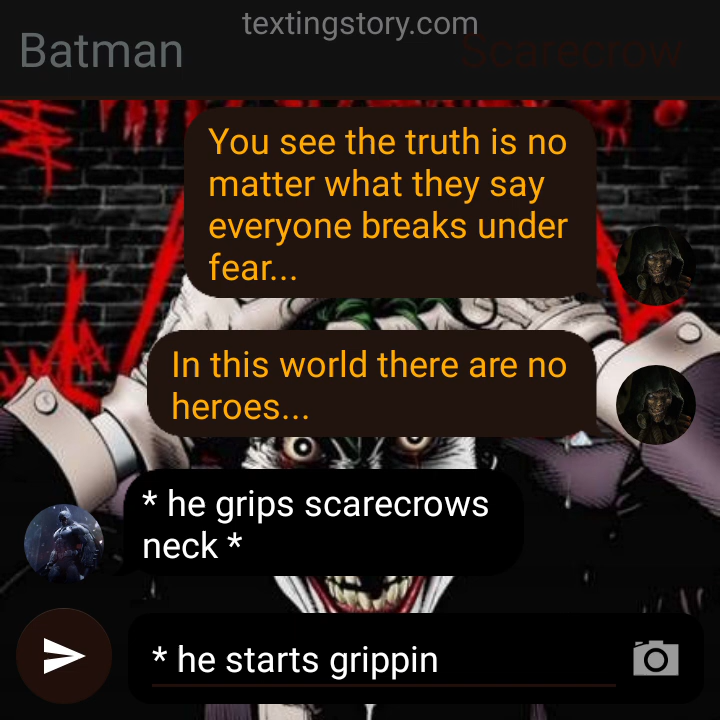 textingstory.com
Batman
Scarecrow
You see the truth is no
matter what they say
everyone breaks under
fear...
In this world there are no
heroes...
* he grips scarecrows
neck *
* he starts grippin